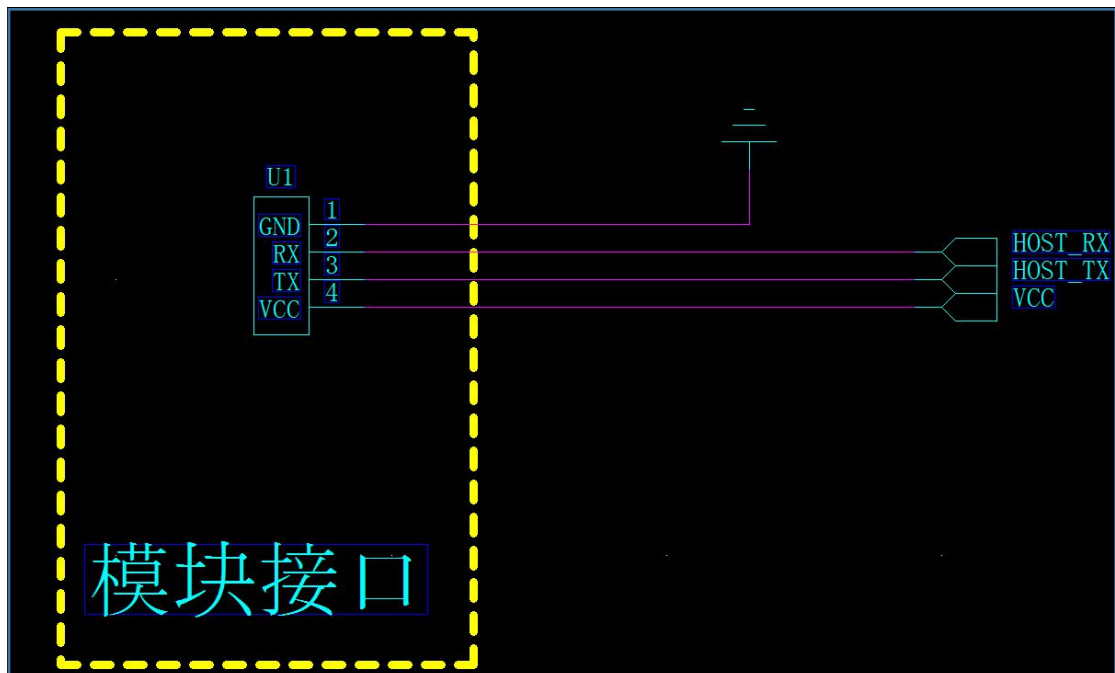 U1
GND 1
RX 2
TX 3
VCC 4
HOST_RX
HOST_TX
VCC
模块接口